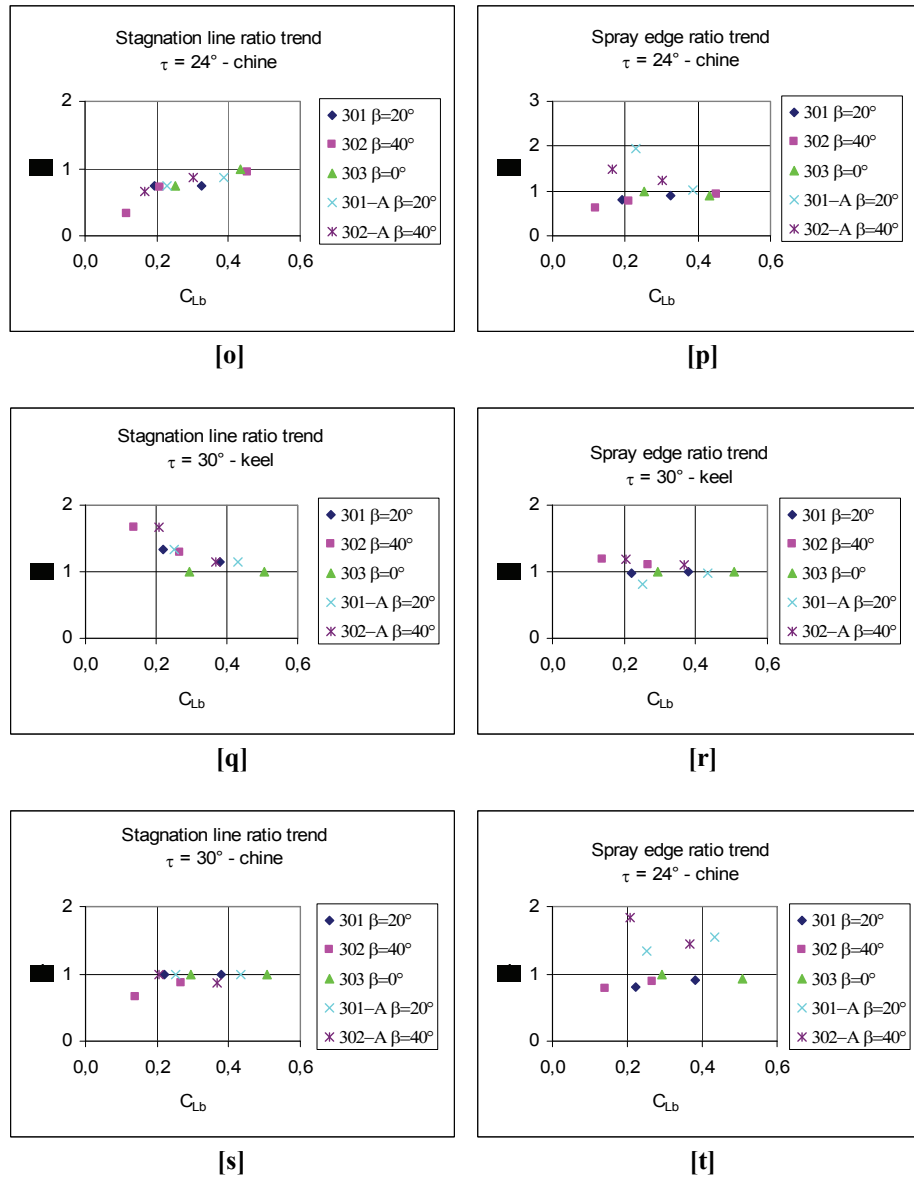 Stagnation line ratio trend
τ = 24° - chine
2
1
0
0,0 0,2 0,4 0,6
C_Lb
301 β=20°
302 β=40°
303 β=0°
301-A β=20°
302-A β=40°
[o]
Spray edge ratio trend
τ = 24° - chine
3
2
1
0
0,0 0,2 0,4 0,6
C_Lb
301 β=20°
302 β=40°
303 β=0°
301-A β=20°
302-A β=40°
[p]
Stagnation line ratio trend
τ = 30° - keel
2
1
0
0,0 0,2 0,4 0,6
C_Lb
301 β=20°
302 β=40°
303 β=0°
301-A β=20°
302-A β=40°
[q]
Spray edge ratio trend
τ = 30° - keel
2
1
0
0,0 0,2 0,4 0,6
C_Lb
301 β=20°
302 β=40°
303 β=0°
301-A β=20°
302-A β=40°
[r]
Stagnation line ratio trend
τ = 30° - chine
2
1
0
0,0 0,2 0,4 0,6
C_Lb
301 β=20°
302 β=40°
303 β=0°
301-A β=20°
302-A β=40°
[s]
Spray edge ratio trend
τ = 24° - chine
2
1
0
0,0 0,2 0,4 0,6
C_Lb
301 β=20°
302 β=40°
303 β=0°
301-A β=20°
302-A β=40°
[t]